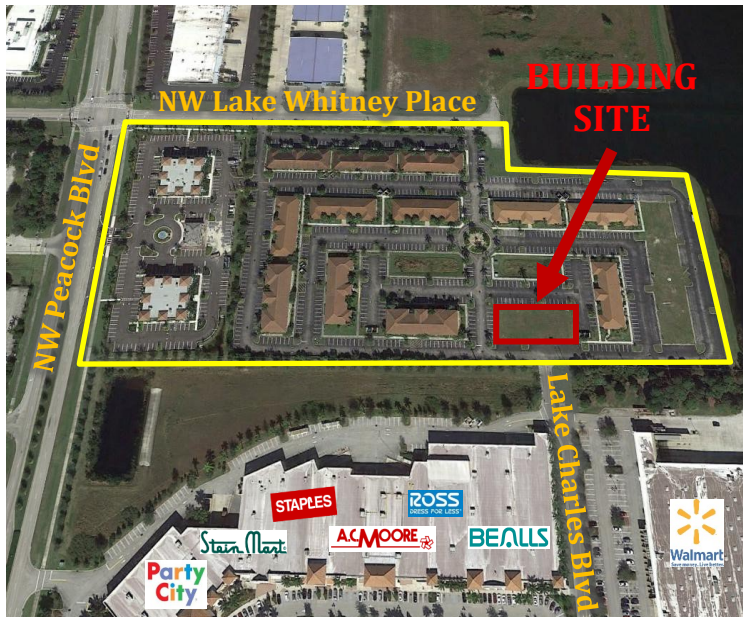 BUILDING
SITE
NW Lake Whitney Place
NW Peacock Blvd
Lake Charles Blvd
STAPLES
ROSS
DRESS FOR LESS
Stein Mart
A.C.MOORE
BEALLS
Walmart
Save money. Live better.
Party
City